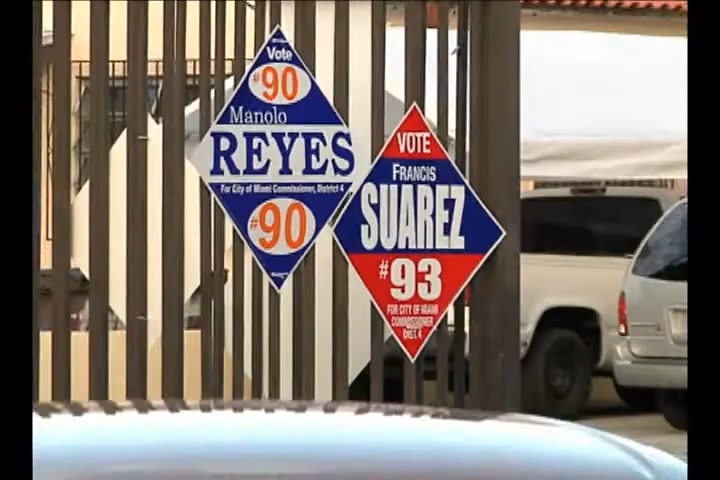 Vote
#90
Manolo
REYES
For City of Miami Commissioner, District 4
#90
VOTE
FRANCIS
SUAREZ
#93
FOR CITY OF MIAMI
COMMISSIONER
DIST. 4